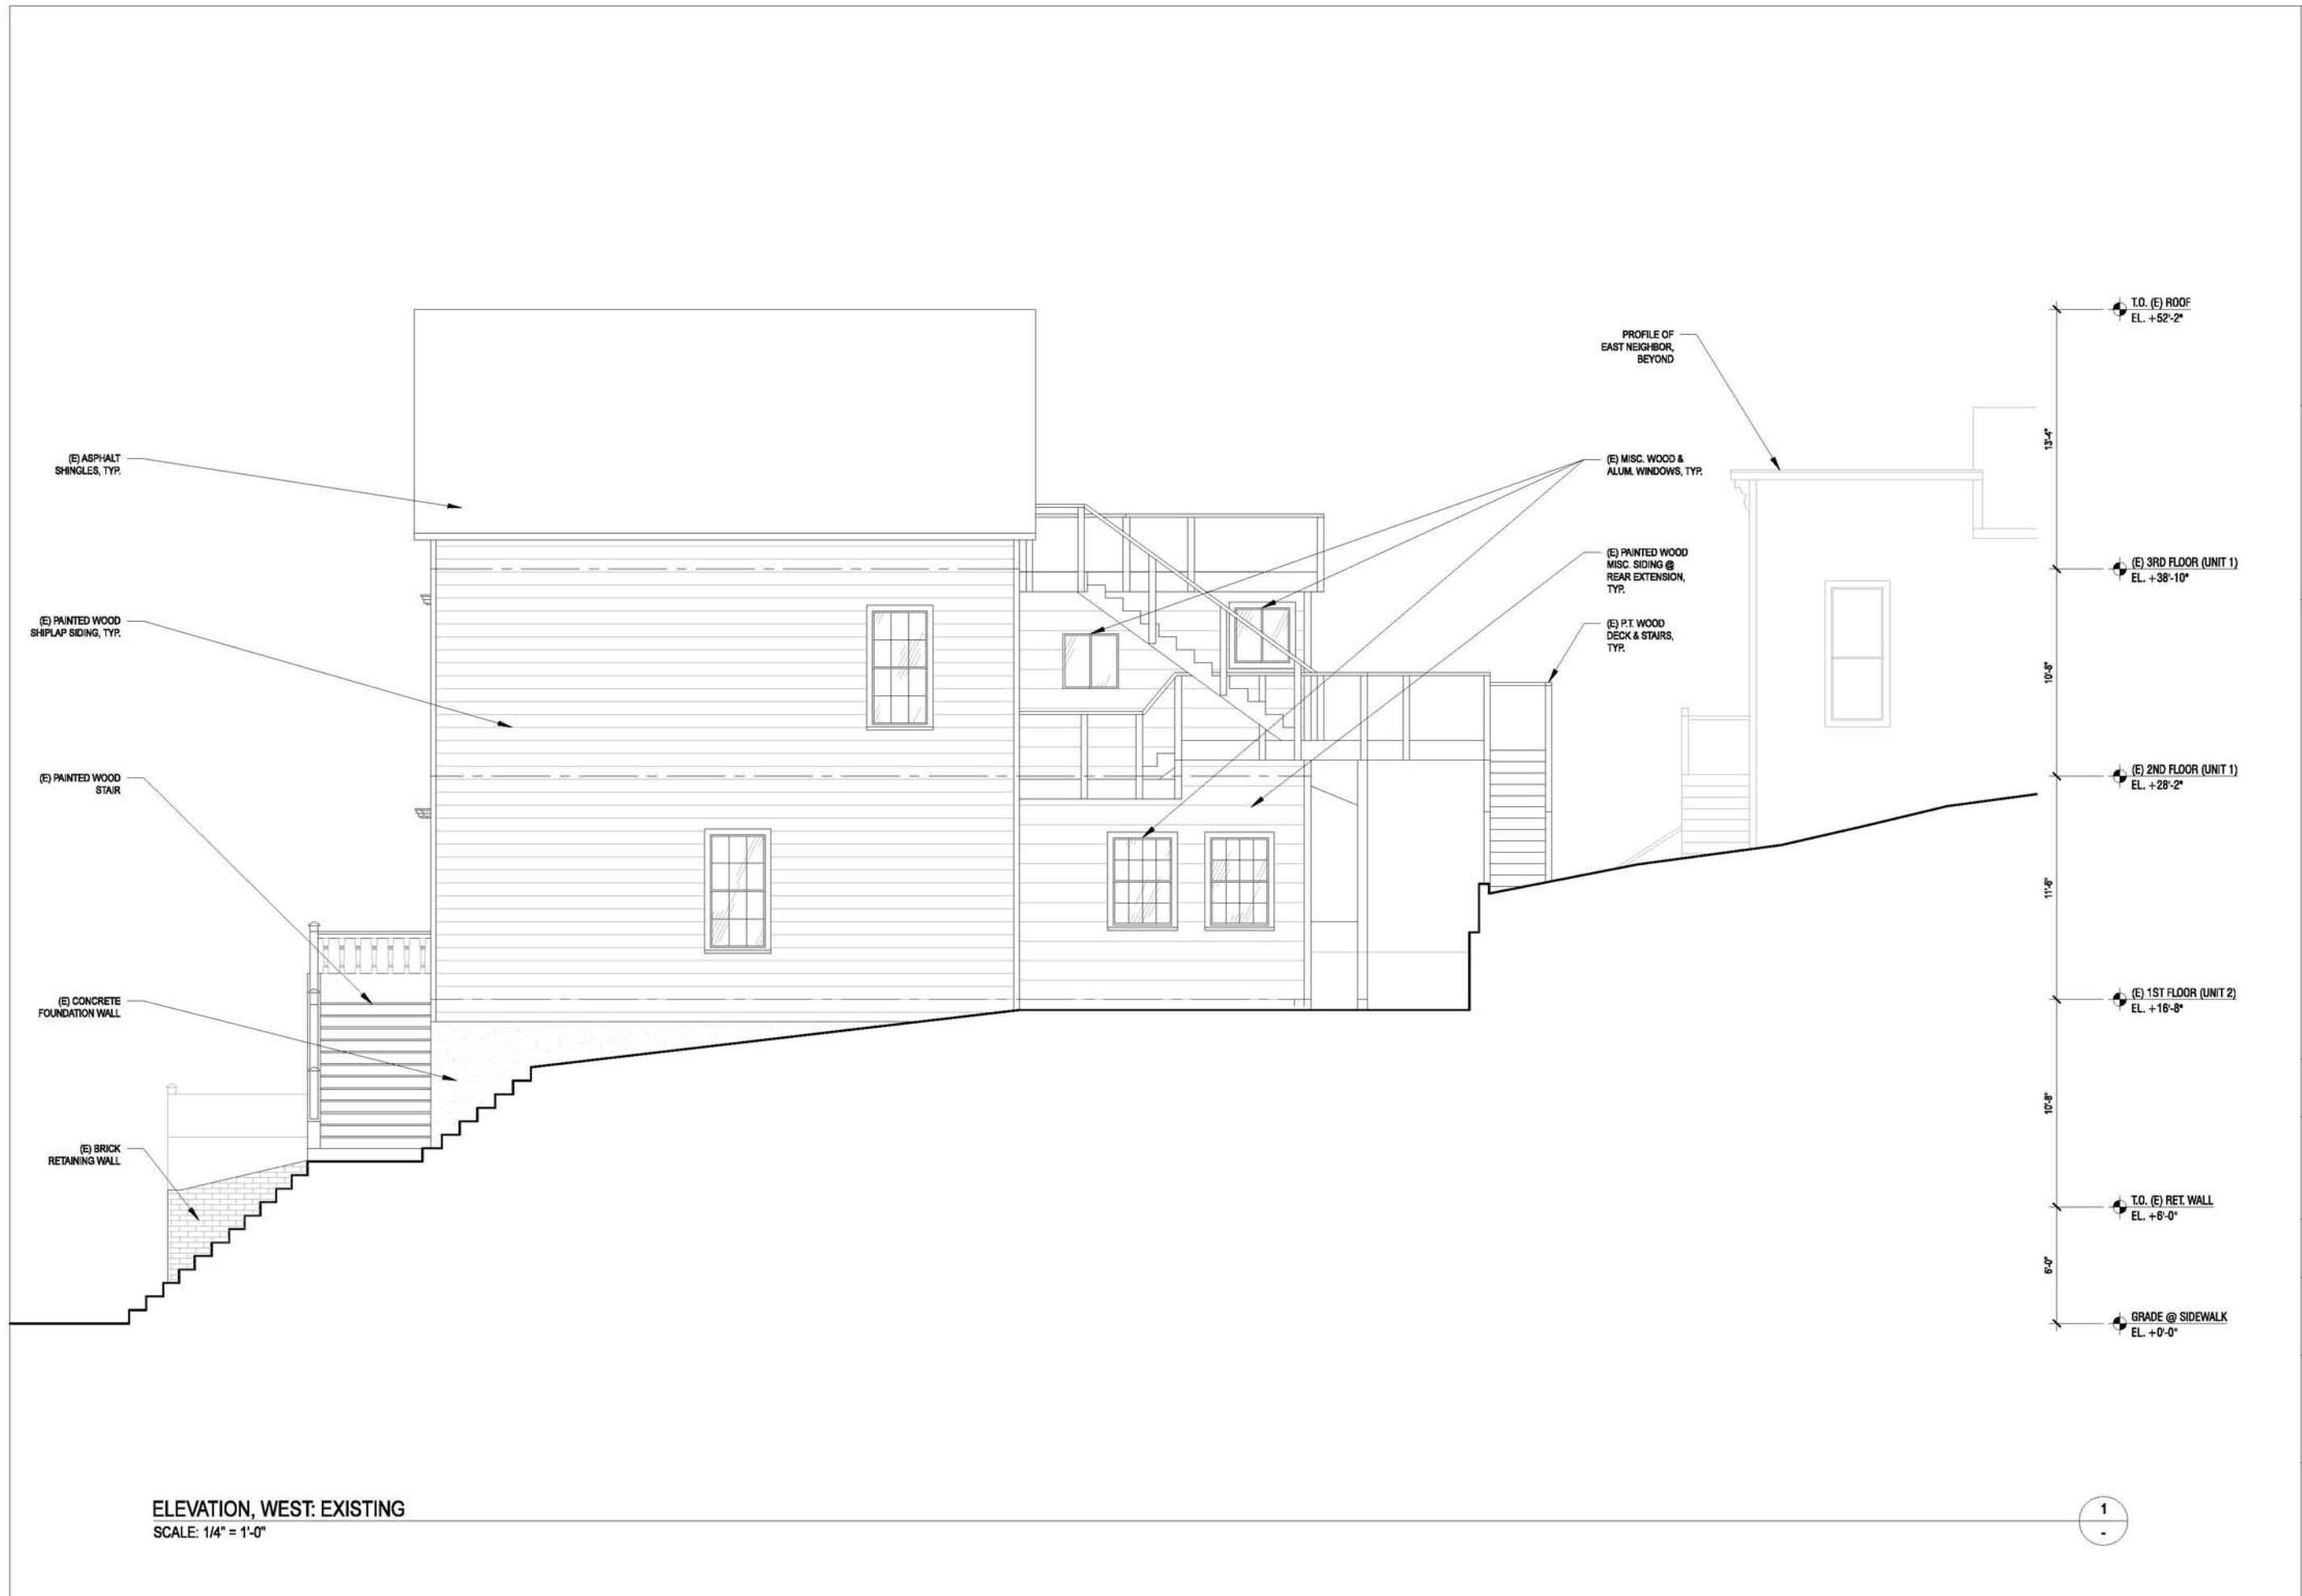 T.O. (E) ROOF
EL. +52'-2"
PROFILE OF
EAST NEIGHBOR,
BEYOND
13'-4"
(E) ASPHALT
SHINGLES, TYP.
(E) MISC. WOOD &
ALUM. WINDOWS, TYP.
(E) PAINTED WOOD
MISC. SIDING @
REAR EXTENSION,
TYP.
(E) 3RD FLOOR (UNIT 1)
EL. +38'-10"
(E) PAINTED WOOD
SHIPLAP SIDING, TYP.
(E) P.T. WOOD
DECK & STAIRS,
TYP.
10'-8"
(E) PAINTED WOOD
STAIR
(E) 2ND FLOOR (UNIT 1)
EL. +28'-2"
11'-6"
(E) CONCRETE
FOUNDATION WALL
(E) 1ST FLOOR (UNIT 2)
EL. +16'-8"
10'-8"
(E) BRICK
RETAINING WALL
T.O. (E) RET. WALL
EL. +6'-0"
6'-0"
GRADE @ SIDEWALK
EL. +0'-0"
ELEVATION, WEST: EXISTING
SCALE: 1/4" = 1'-0"
1
-